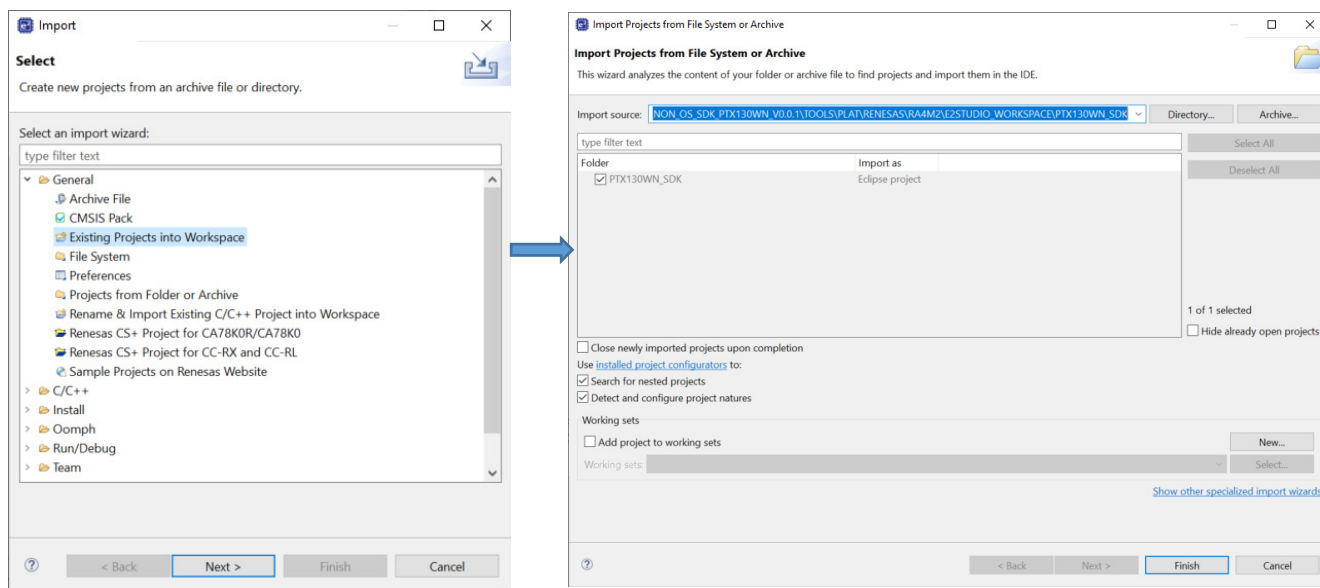 Import
Select
Create new projects from an archive file or directory.
Select an import wizard:
type filter text
General
Archive File
CMSIS Pack
Existing Projects into Workspace
File System
Preferences
Projects from Folder or Archive
Rename & Import Existing C/C++ Project into Workspace
Renesas CS+ Project for CA78K0R/CA78K0
Renesas CS+ Project for CC-RX and CC-RL
Sample Projects on Renesas Website
C/C++
Install
Oomph
Run/Debug
Team
< Back Next > Finish Cancel
Import Projects from File System or Archive
Import Projects from File System or Archive
This wizard analyzes the content of your folder or archive file to find projects and import them in the IDE.
Import source: NON_OS_SDK_PTX130WN_V0.0.1\TOOLS\PLAT\RENESAS\RA4M2\E2STUDIO_WORKSPACE\PTX130WN_SDK Directory... Archive...
type filter text Select All
Folder Import as
Deselect All
PTX130WN_SDK Eclipse project
1 of 1 selected
Hide already open projects
Close newly imported projects upon completion
Use installed project configurators to:
Search for nested projects
Detect and configure project natures
Working sets
Add project to working sets New...
Working sets: Select...
Show other specialized import wizards
< Back Next > Finish Cancel